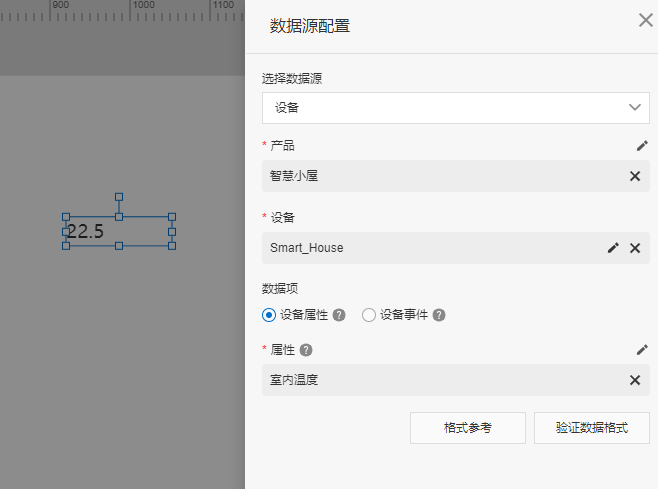 900
1000
1100
数据源配置
选择数据源
设备
* 产品
智慧小屋
22.5
* 设备
Smart_House
数据项
设备属性 ? 设备事件 ?
* 属性 ?
室内温度
格式参考 验证数据格式